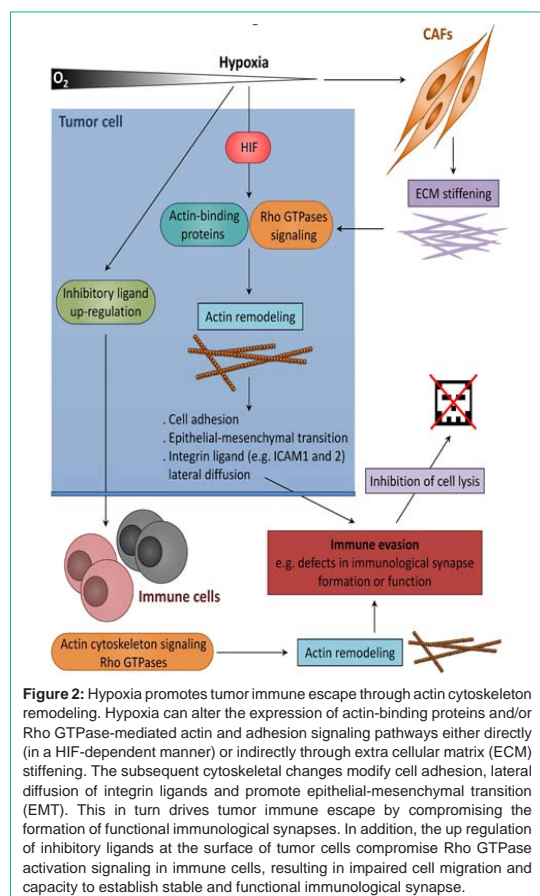 Hypoxia
O2
CAFs
Tumor cell
HIF
ECM stiffening
Actin-binding
proteins
Rho GTPases
signaling
Inhibitory ligand
up-regulation
Actin remodeling
. Cell adhesion
. Epithelial-mesenchymal transition
. Integrin ligand (e.g. ICAM1 and 2)
lateral diffusion
Inhibition of cell lysis
Immune evasion
e.g. defects in immunological synapse
formation or function
Immune cells
Actin cytoskeleton signaling
Rho GTPases
Actin remodeling
Figure 2: Hypoxia promotes tumor immune escape through actin cytoskeleton
remodeling. Hypoxia can alter the expression of actin-binding proteins and/or
Rho GTPase-mediated actin and adhesion signaling pathways either directly
(in a HIF-dependent manner) or indirectly through extra cellular matrix (ECM)
stiffening. The subsequent cytoskeletal changes modify cell adhesion, lateral
diffusion of integrin ligands and promote epithelial-mesenchymal transition
(EMT). This in turn drives tumor immune escape by compromising the
formation of functional immunological synapses. In addition, the up regulation
of inhibitory ligands at the surface of tumor cells compromise Rho GTPase
activation signaling in immune cells, resulting in impaired cell migration and
capacity to establish stable and functional immunological synapse.